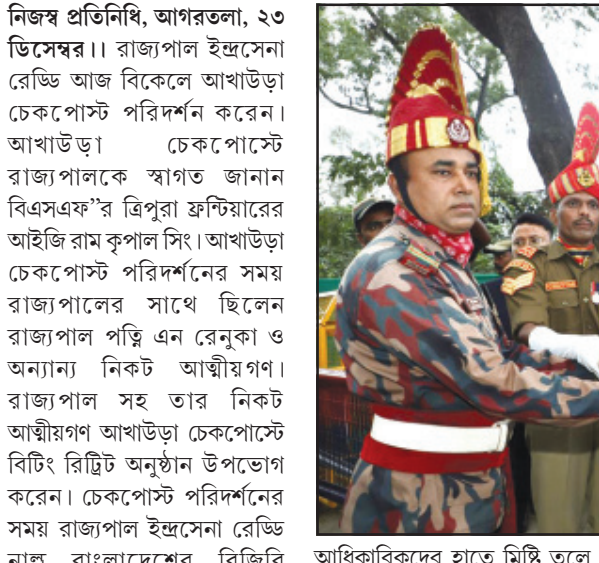 নিজস্ব প্রতিনিধি, আগরতলা, ২৩
ডিসেম্বর।। রাজ্যপাল ইন্দ্রসেনা
রেড্ডি আজ বিকেলে আখাউড়া
চেকপোস্ট পরিদর্শন করেন।
আখাউড়া চেকপোস্টে
রাজ্যপালকে স্বাগত জানান
বিএসএফ”র ত্রিপুরা ফ্রন্টিয়ারের
আইজি রাম কৃপাল সিং। আখাউড়া
চেকপোস্ট পরিদর্শনের সময়
রাজ্যপালের সাথে ছিলেন
রাজ্যপাল পত্নি এন রেনুকা ও
অন্যান্য নিকট আত্মীয়গণ।
রাজ্যপাল সহ তার নিকট
আত্মীয়গণ আখাউড়া চেকপোস্টে
বিটিং রিট্রিট অনুষ্ঠান উপভোগ
করেন। চেকপোস্ট পরিদর্শনের
সময় রাজ্যপাল ইন্দ্রসেনা রেড্ডি
নাল্লু বাংলাদেশের বিজিবি
আধিকারিকদের হাতে মিষ্টি তুলে